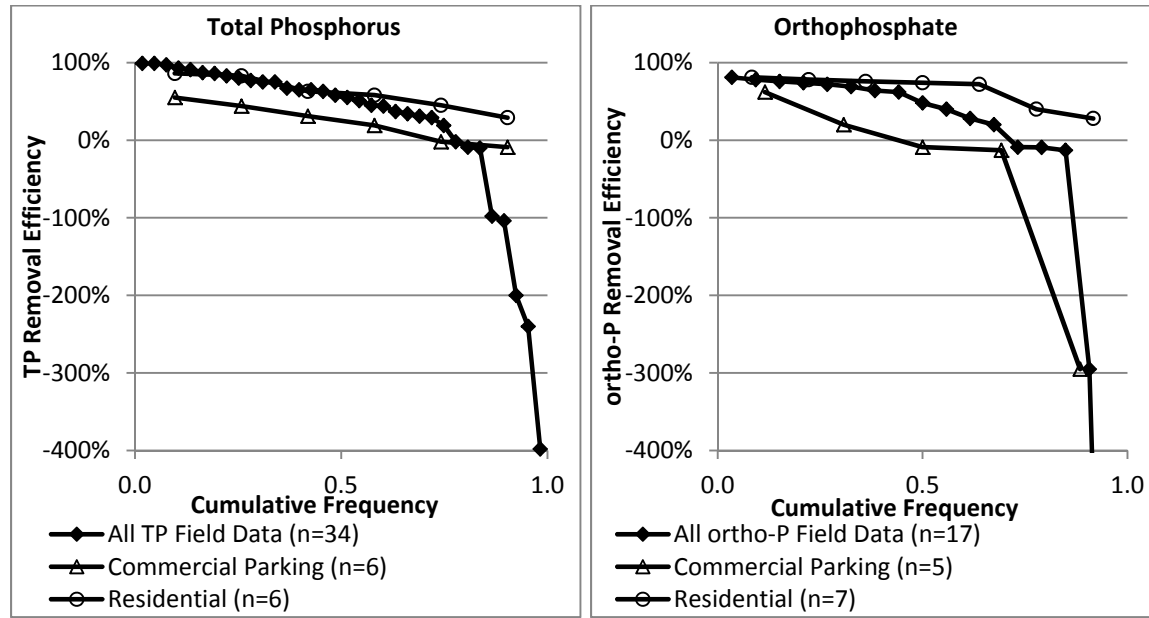 Total Phosphorus
TP Removal Efficiency
100%
0%
-100%
-200%
-300%
-400%
0.0 0.5 1.0
Cumulative Frequency
All TP Field Data (n=34)
Commercial Parking (n=6)
Residential (n=6)
Orthophosphate
ortho-P Removal Efficiency
100%
0%
-100%
-200%
-300%
-400%
0.0 0.5 1.0
Cumulative Frequency
All ortho-P Field Data (n=17)
Commercial Parking (n=5)
Residential (n=7)